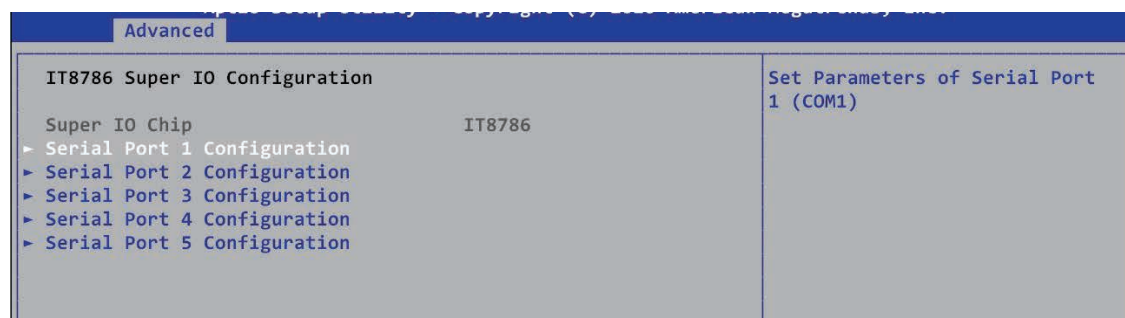 Advanced
IT8786 Super IO Configuration
Super IO Chip IT8786
► Serial Port 1 Configuration
► Serial Port 2 Configuration
► Serial Port 3 Configuration
► Serial Port 4 Configuration
► Serial Port 5 Configuration
Set Parameters of Serial Port
1 (COM1)